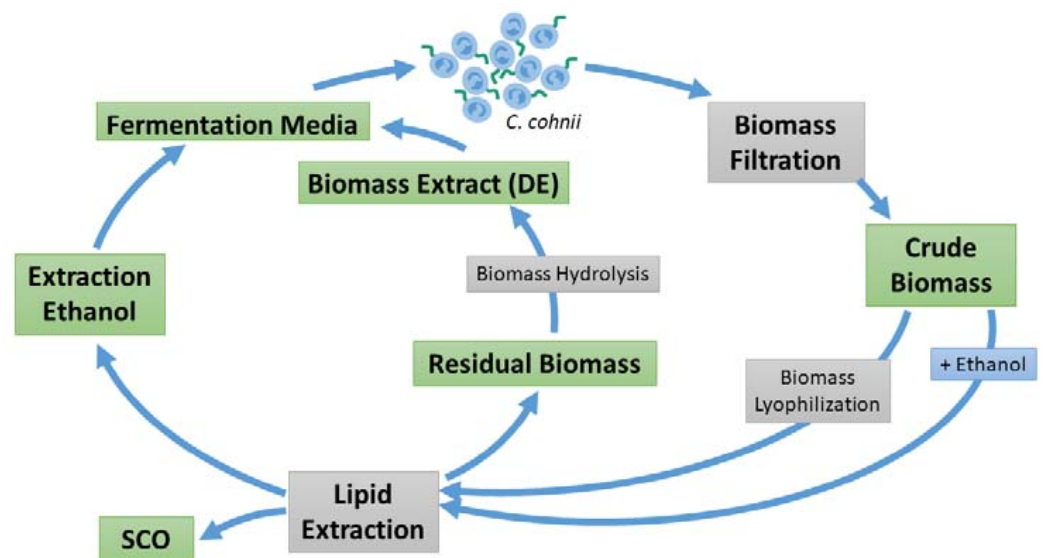 C. cohnii
Fermentation Media
Biomass
Filtration
Biomass Extract (DE)
Crude
Biomass
Extraction
Ethanol
Biomass Hydrolysis
Residual Biomass
+ Ethanol
Biomass
Lyophilization
Lipid
Extraction
SCO